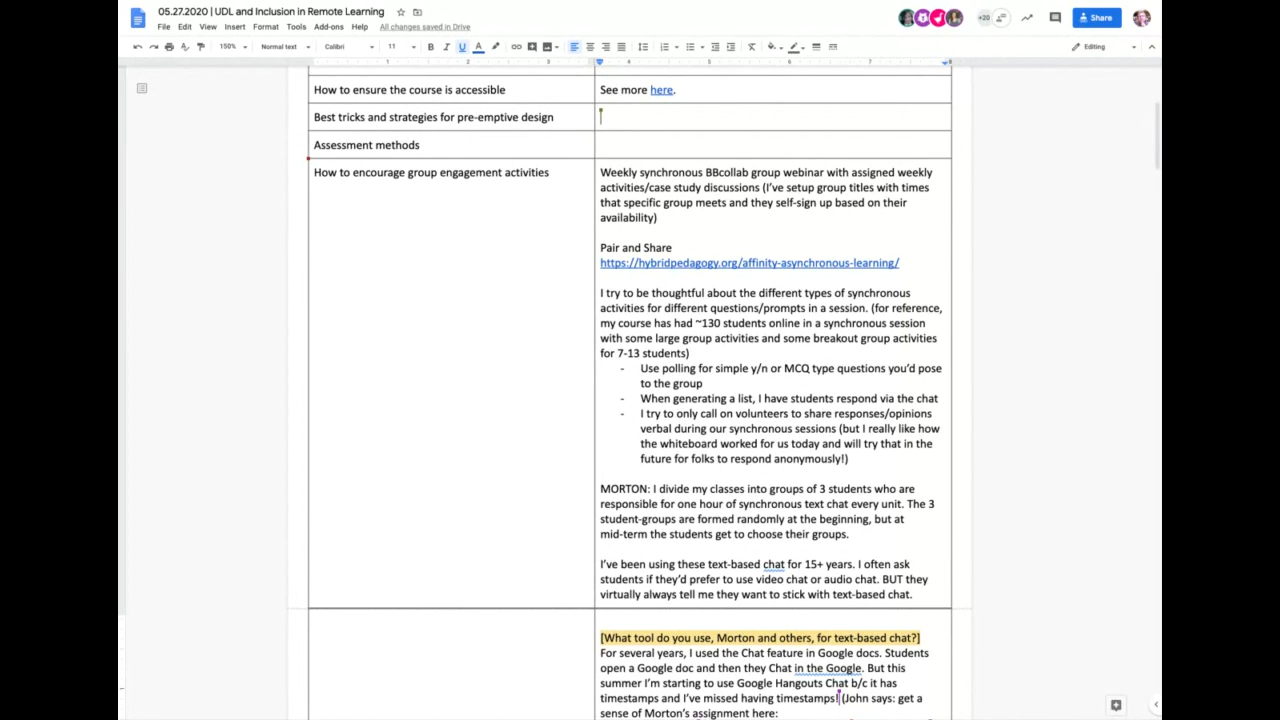 05.27.2020 | UDL and Inclusion in Remote Learning
File Edit View Insert Format Tools Add-ons Help All changes saved in Drive
+20
Share
150% Normal text Calibri 11 B I U A Editing
1 2 3 4 5 6 7 8
How to ensure the course is accessible
See more here.
Best tricks and strategies for pre-emptive design
Assessment methods
How to encourage group engagement activities
Weekly synchronous BBcollab group webinar with assigned weekly
activities/case study discussions (I've setup group titles with times
that specific group meets and they self-sign up based on their
availability)
Pair and Share
https://hybridpedagogy.org/affinity-asynchronous-learning/
I try to be thoughtful about the different types of synchronous
activities for different questions/prompts in a session. (for reference,
my course has had ~130 students online in a synchronous session
with some large group activities and some breakout group activities
for 7-13 students)
- Use polling for simple y/n or MCQ type questions you'd pose
to the group
- When generating a list, I have students respond via the chat
- I try to only call on volunteers to share responses/opinions
verbal during our synchronous sessions (but I really like how
the whiteboard worked for us today and will try that in the
future for folks to respond anonymously!)
MORTON: I divide my classes into groups of 3 students who are
responsible for one hour of synchronous text chat every unit. The 3
student-groups are formed randomly at the beginning, but at
mid-term the students get to choose their groups.
I've been using these text-based chat for 15+ years. I often ask
students if they'd prefer to use video chat or audio chat. BUT they
virtually always tell me they want to stick with text-based chat.
[What tool do you use, Morton and others, for text-based chat?]
For several years, I used the Chat feature in Google docs. Students
open a Google doc and then they Chat in the Google. But this
summer I'm starting to use Google Hangouts Chat b/c it has
timestamps and I've missed having timestamps! (John says: get a
sense of Morton's assignment here: